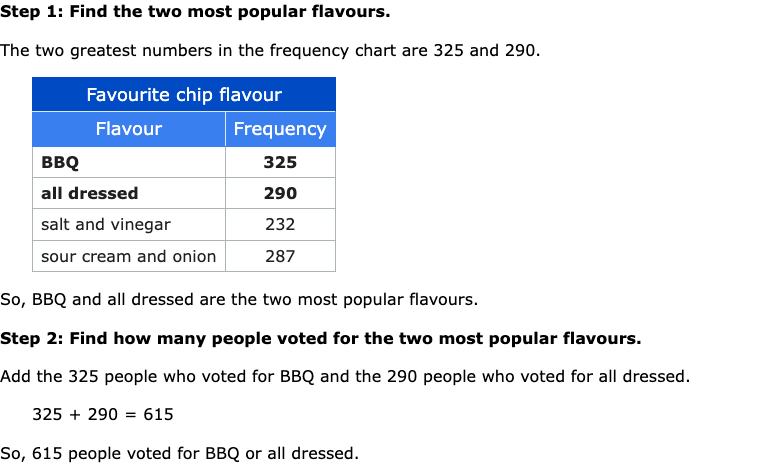 Step 1: Find the two most popular flavours.
The two greatest numbers in the frequency chart are 325 and 290.
Favourite chip flavour
Flavour Frequency
BBQ 325
all dressed 290
salt and vinegar 232
sour cream and onion 287
So, BBQ and all dressed are the two most popular flavours.
Step 2: Find how many people voted for the two most popular flavours.
Add the 325 people who voted for BBQ and the 290 people who voted for all dressed.
325 + 290 = 615
So, 615 people voted for BBQ or all dressed.